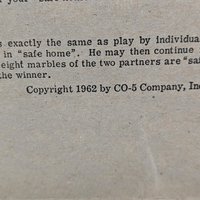 s exactly the same as play by individua
in "safe home". He may then continue
eight marbles of the two partners are "sa
the winner.
Copyright 1962 by CO-5 Company, Inc